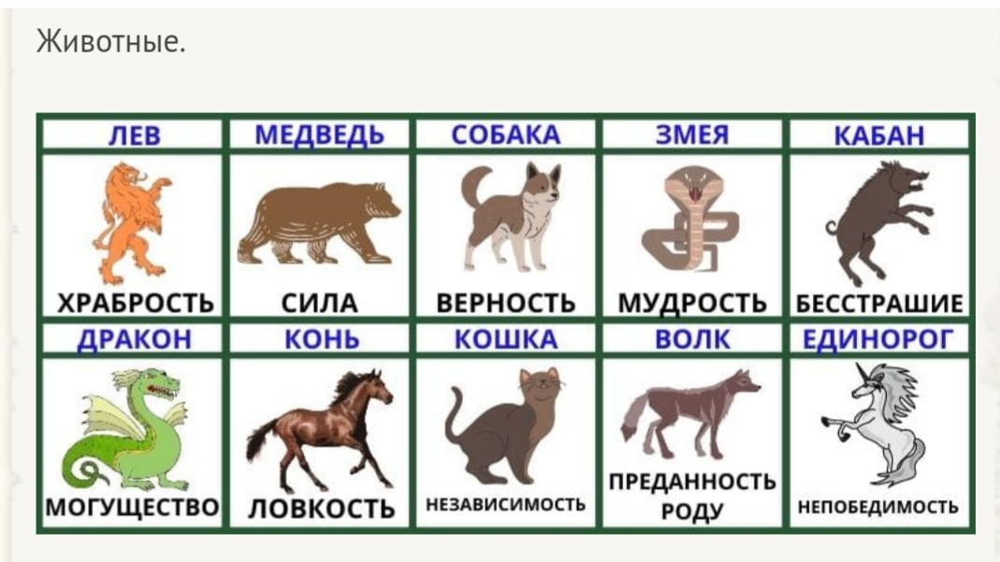 Животные.
ЛЕВ МЕДВЕДЬ СОБАКА ЗМЕЯ КАБАН
ХРАБРОСТЬ СИЛА ВЕРНОСТЬ МУДРОСТЬ БЕССТРАШИЕ
ДРАКОН КОНЬ КОШКА ВОЛК ЕДИНОРОГ
МОГУЩЕСТВО ЛОВКОСТЬ НЕЗАВИСИМОСТЬ ПРЕДАННОСТЬ НЕПОБЕДИМОСТЬ
РОДУ